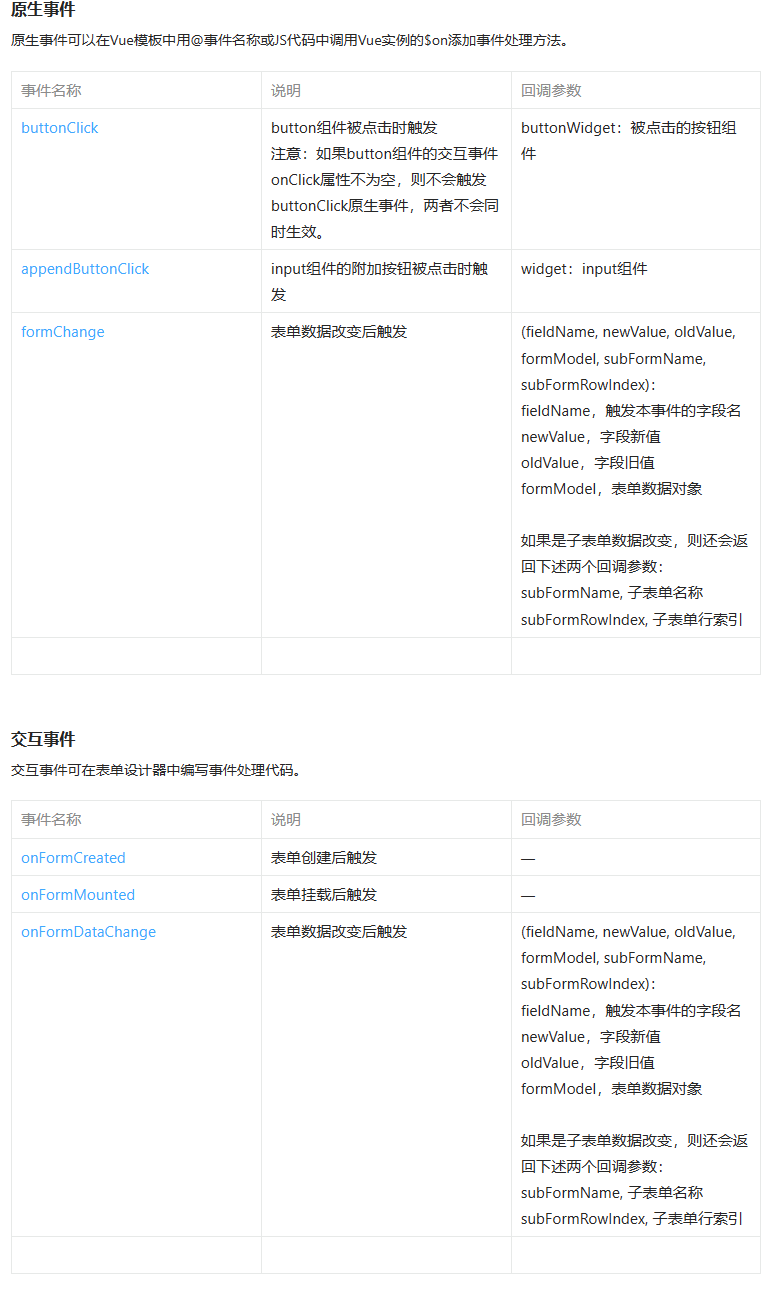 原生事件
原生事件可以在Vue模板中用@事件名称或JS代码中调用Vue实例的$on添加事件处理方法。
事件名称 说明 回调参数
buttonClick
button组件被点击时触发
注意：如果button组件的交互事件
onClick属性不为空，则不会触发
buttonClick原生事件，两者不会同
时生效。
buttonWidget：被点击的按钮组
件
appendButtonClick
input组件的附加按钮被点击时触
发
widget：input组件
formChange
表单数据改变后触发
(fieldName, newValue, oldValue,
formModel, subFormName,
subFormRowIndex)：
fieldName，触发本事件的字段名
newValue，字段新值
oldValue，字段旧值
formModel，表单数据对象
如果是子表单数据改变，则还会返
回下述两个回调参数：
subFormName, 子表单名称
subFormRowIndex, 子表单行索引
交互事件
交互事件可在表单设计器中编写事件处理代码。
事件名称 说明 回调参数
onFormCreated 表单创建后触发 —
onFormMounted 表单挂载后触发 —
onFormDataChange
表单数据改变后触发
(fieldName, newValue, oldValue,
formModel, subFormName,
subFormRowIndex)：
fieldName，触发本事件的字段名
newValue，字段新值
oldValue，字段旧值
formModel，表单数据对象
如果是子表单数据改变，则还会返
回下述两个回调参数：
subFormName, 子表单名称
subFormRowIndex, 子表单行索引